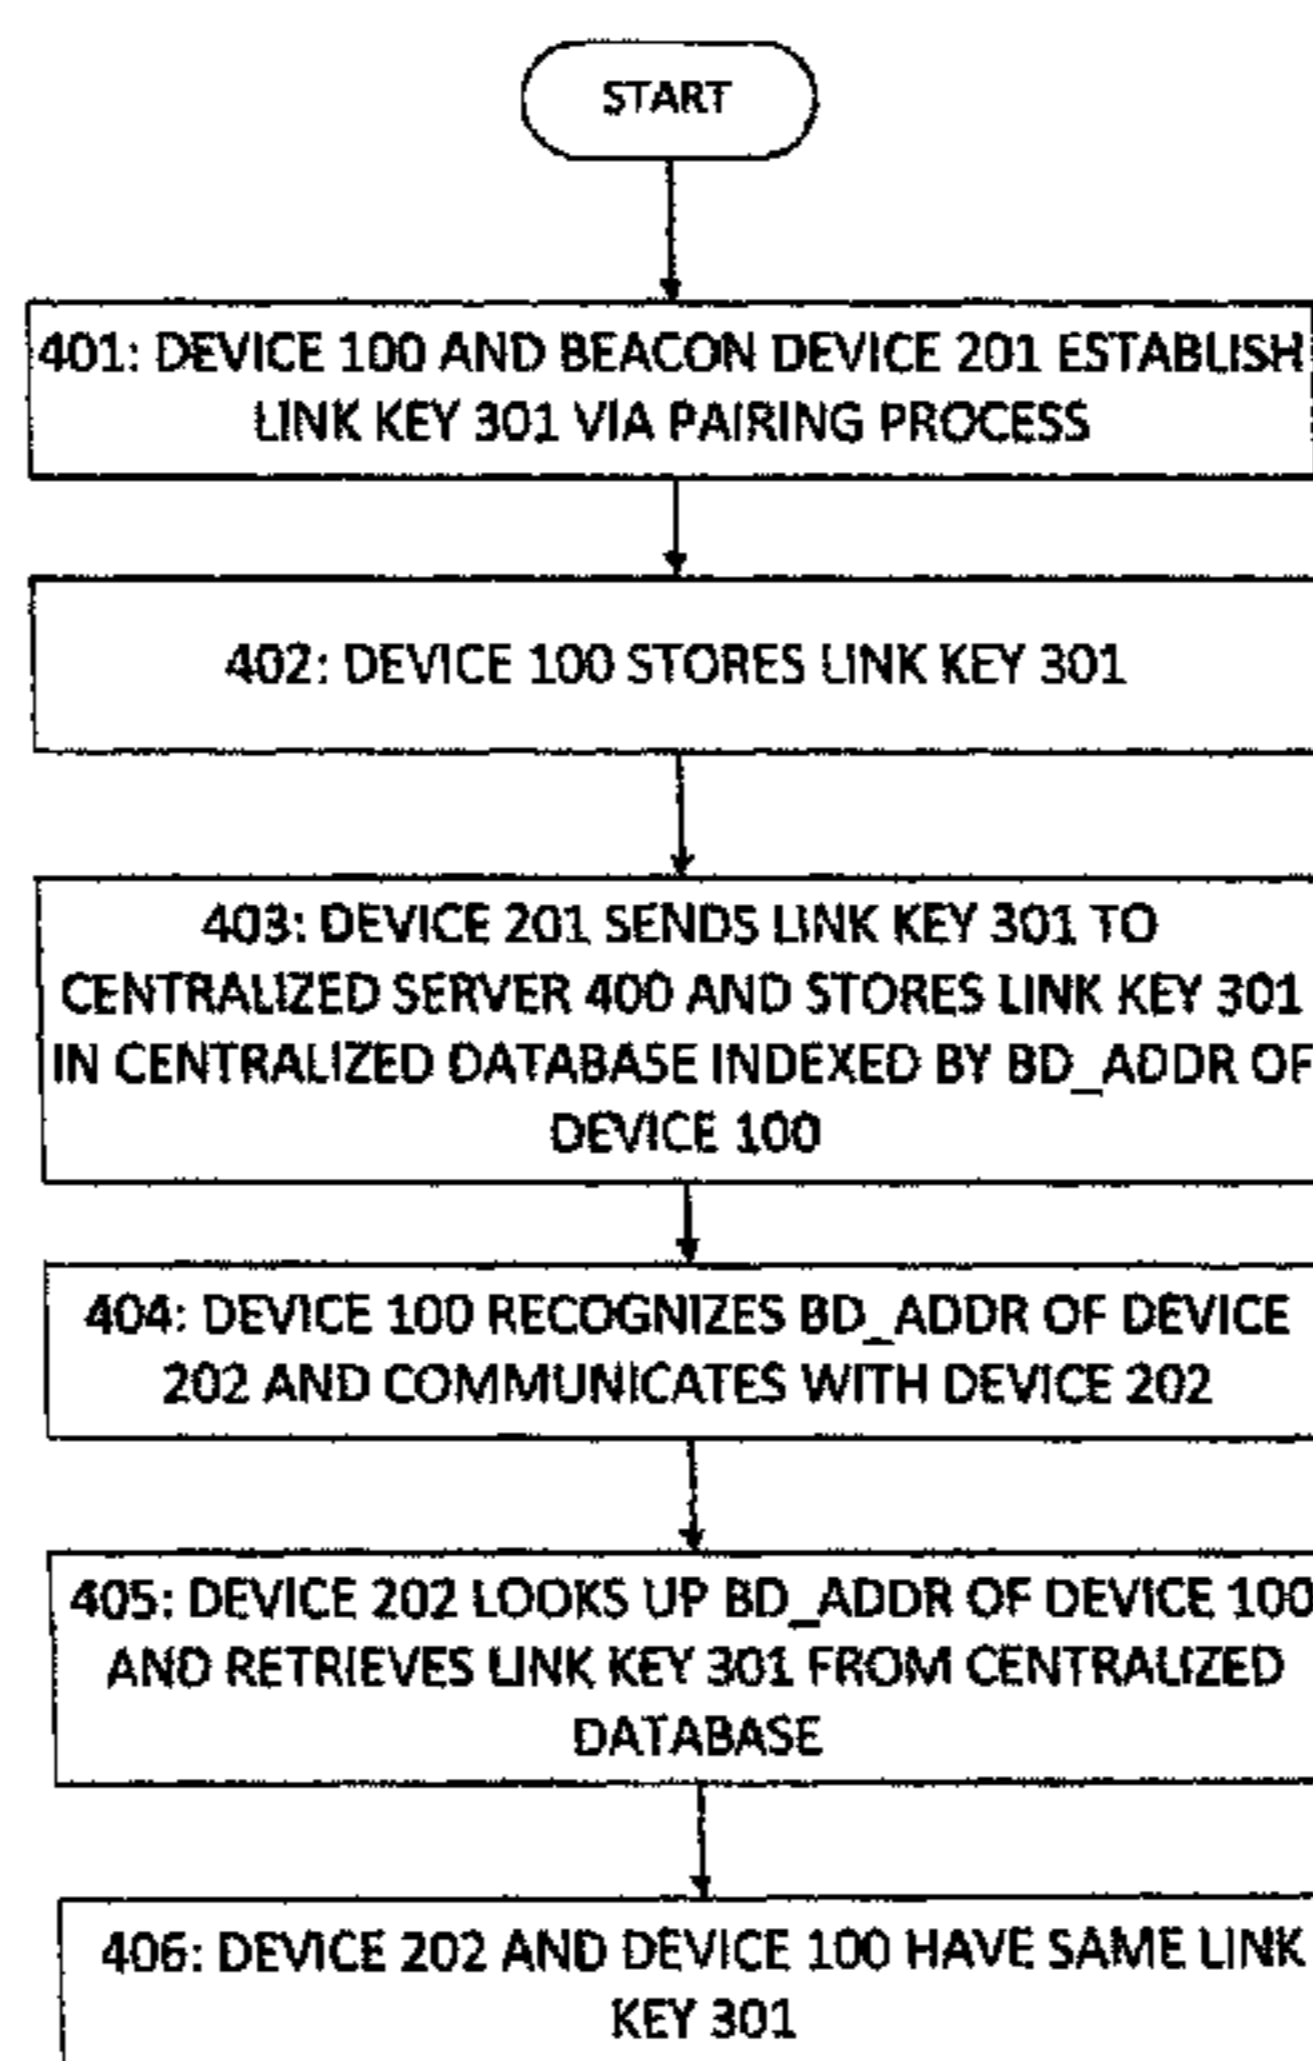 START
401: DEVICE 100 AND BEACON DEVICE 201 ESTABLISH
LINK KEY 301 VIA PAIRING PROCESS
402: DEVICE 100 STORES LINK KEY 301
403: DEVICE 201 SENDS LINK KEY 301 TO
CENTRALIZED SERVER 400 AND STORES LINK KEY 301
IN CENTRALIZED DATABASE INDEXED BY BD_ADDR OF
DEVICE 100
404: DEVICE 100 RECOGNIZES BD_ADDR OF DEVICE
202 AND COMMUNICATES WITH DEVICE 202
405: DEVICE 202 LOOKS UP BD_ADDR OF DEVICE 100
AND RETRIEVES LINK KEY 301 FROM CENTRALIZED
DATABASE
406: DEVICE 202 AND DEVICE 100 HAVE SAME LINK
KEY 301